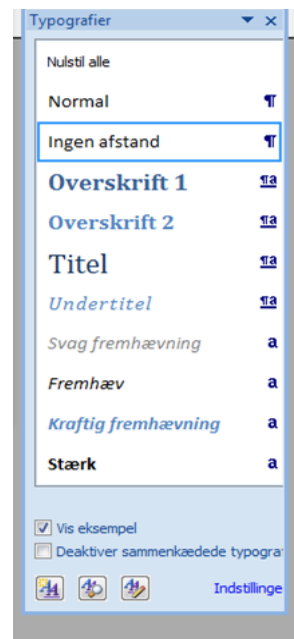 Typografier
Nulstil alle
Normal ¶
Ingen afstand ¶
Overskrift 1 ¶a
Overskrift 2 ¶a
Titel ¶a
Undertitel ¶a
Svag fremhævning a
Fremhæv a
Kraftig fremhævning a
Stærk a
Vis eksempel
Deaktiver sammenkædede typogra
Indstillinge